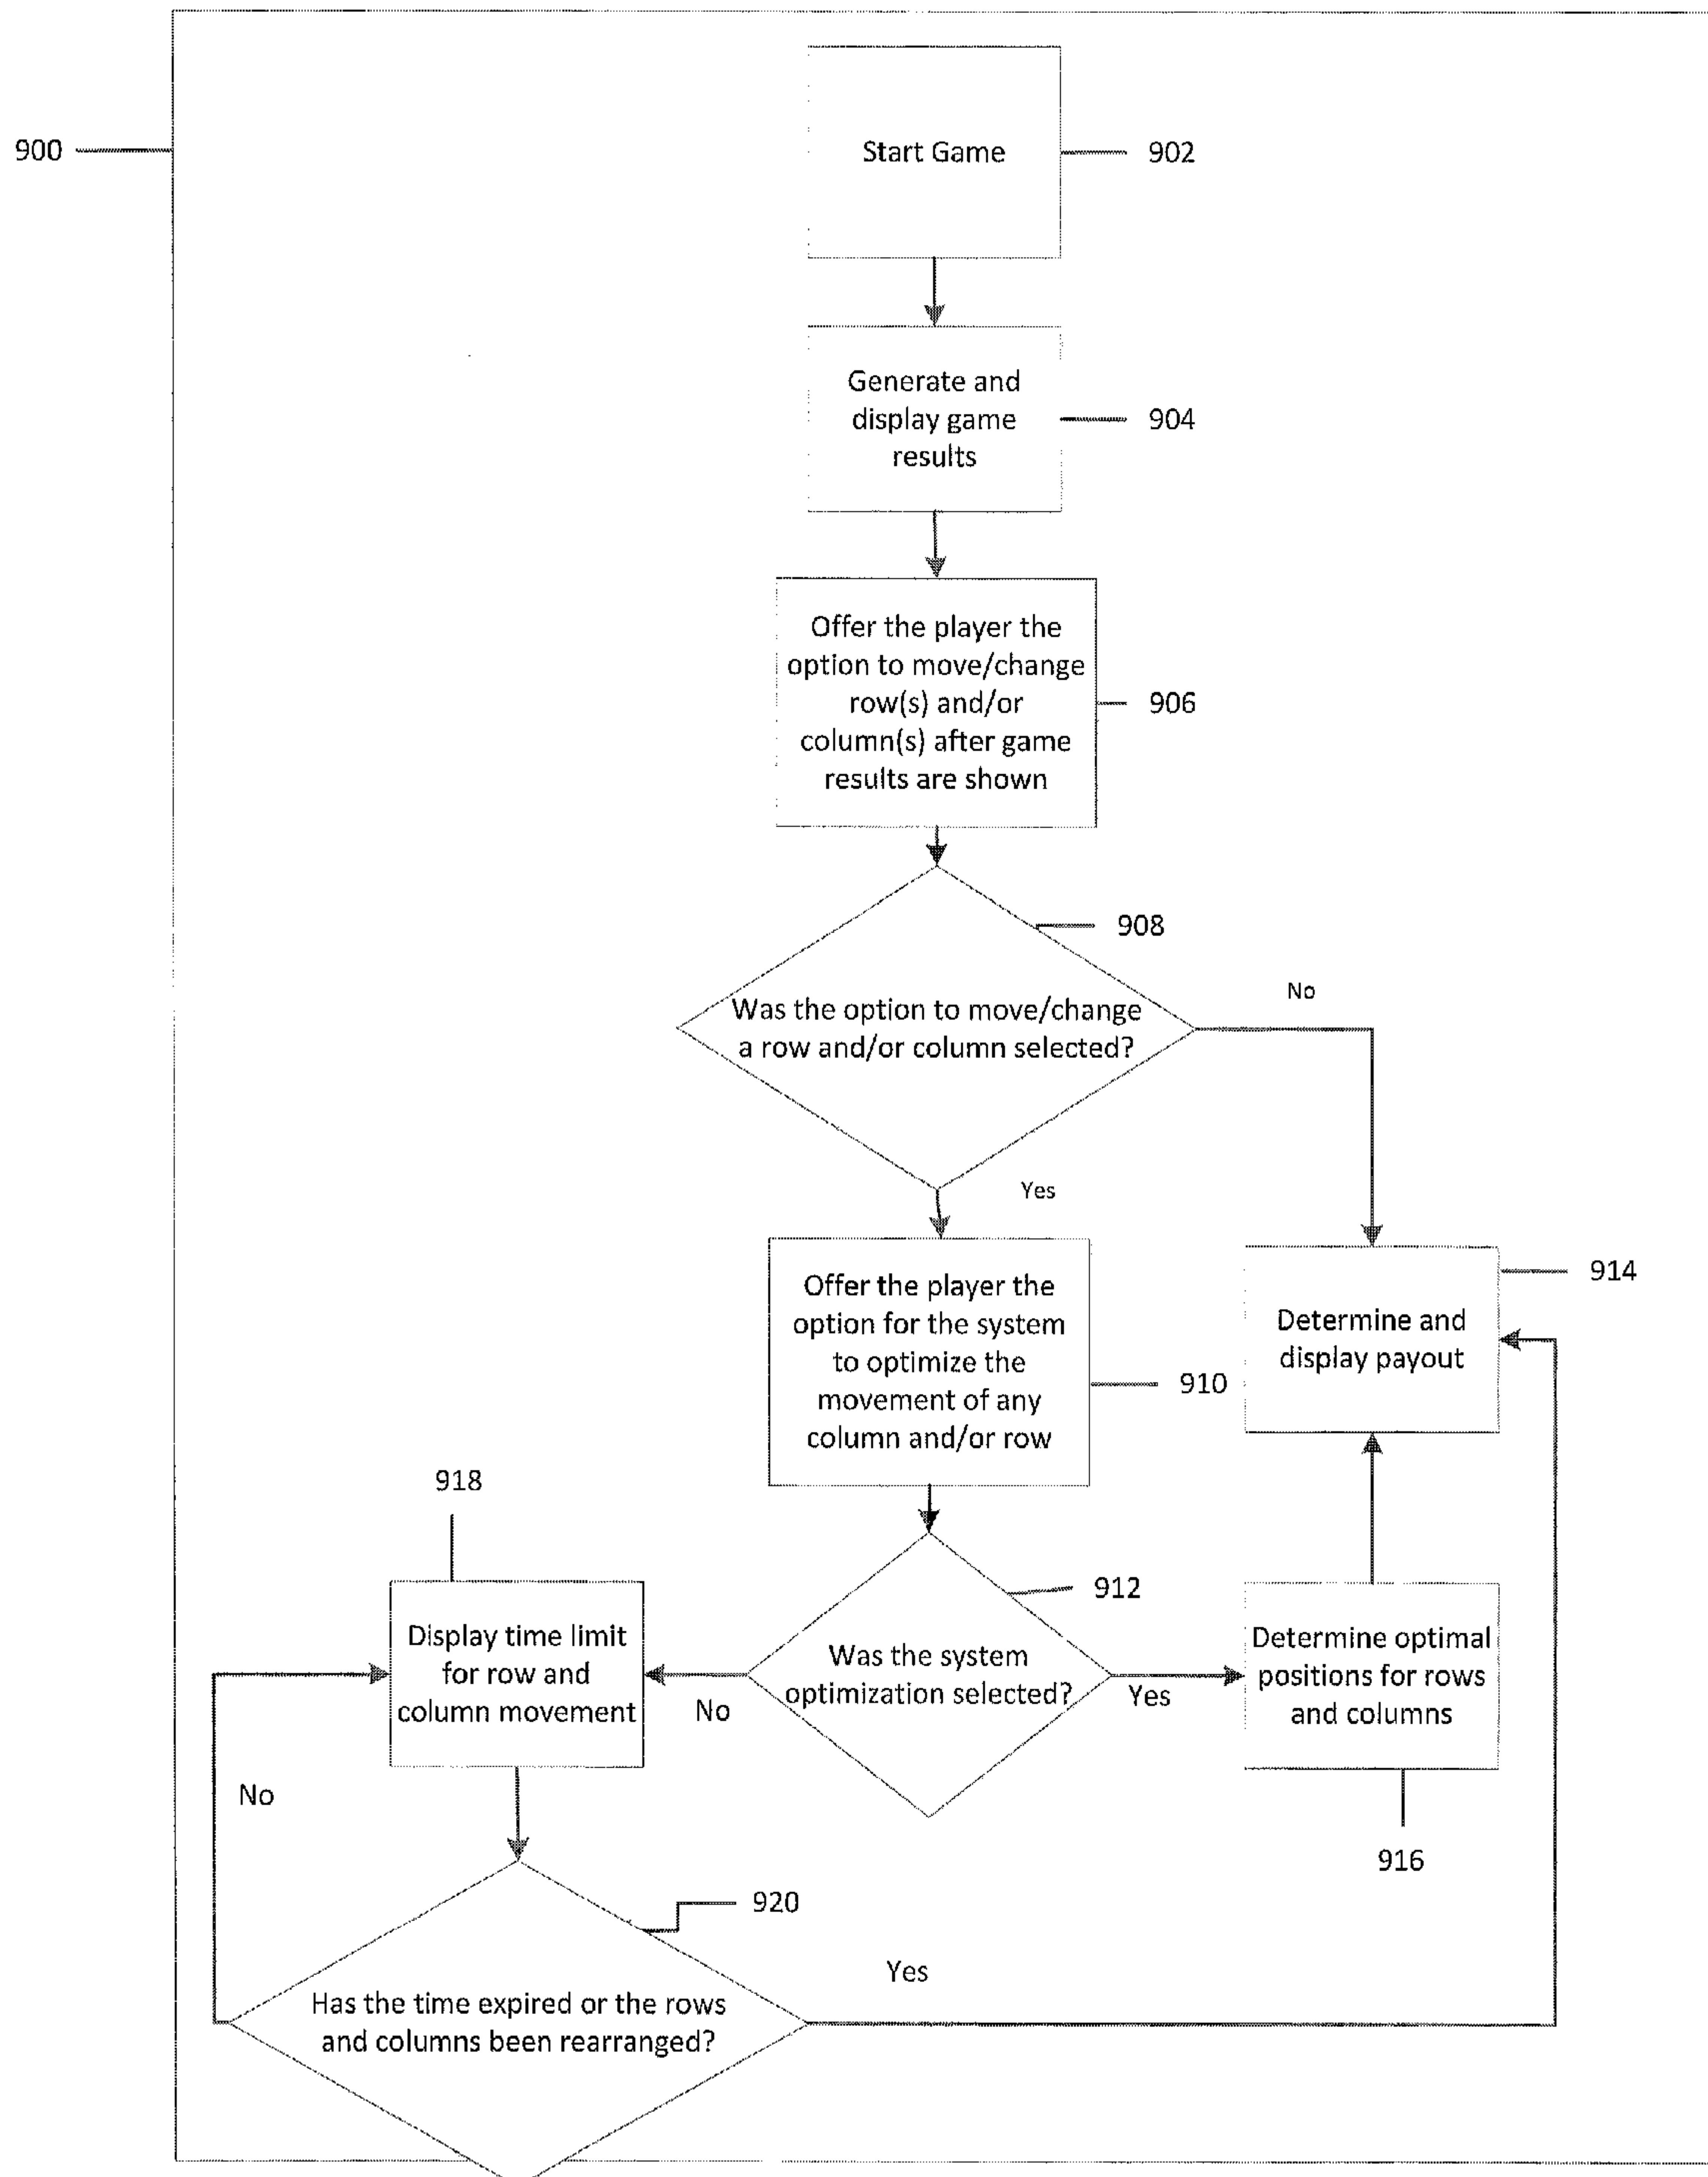 900
Start Game
902
Generate and
display game
results
904
Offer the player the
option to move/change
row(s) and/or
column(s) after game
results are shown
906
908
Was the option to move/change
a row and/or column selected?
No
Yes
Offer the player the
option for the system
to optimize the
movement of any
column and/or row
910
914
Determine and
display payout
918
Display time limit
for row and
column movement
912
Was the system
optimization selected?
No
Yes
Determine optimal
positions for rows
and columns
916
No
920
Has the time expired or the rows
and columns been rearranged?
Yes